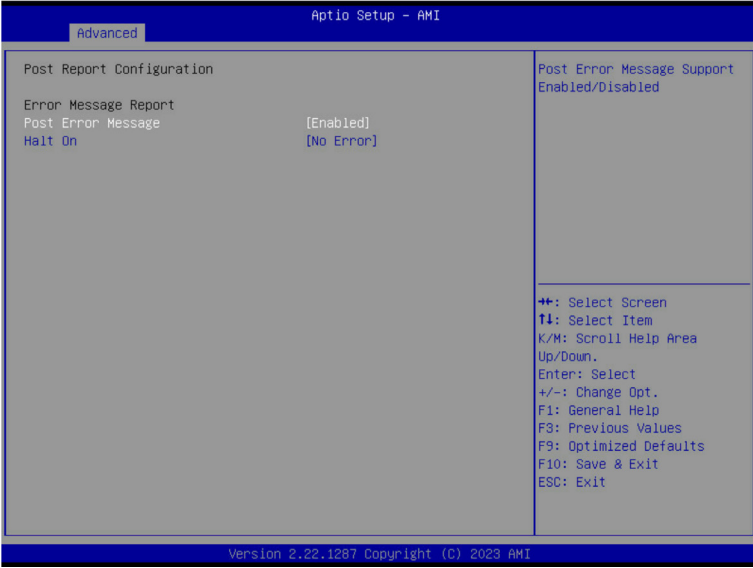 Aptio Setup – AMI
Advanced
Post Report Configuration
Error Message Report
Post Error Message [Enabled]
Halt On [No Error]
Post Error Message Support
Enabled/Disabled
→←: Select Screen
↑↓: Select Item
K/M: Scroll Help Area
Up/Down.
Enter: Select
+/-: Change Opt.
F1: General Help
F3: Previous Values
F9: Optimized Defaults
F10: Save & Exit
ESC: Exit
Version 2.22.1287 Copyright (C) 2023 AMI